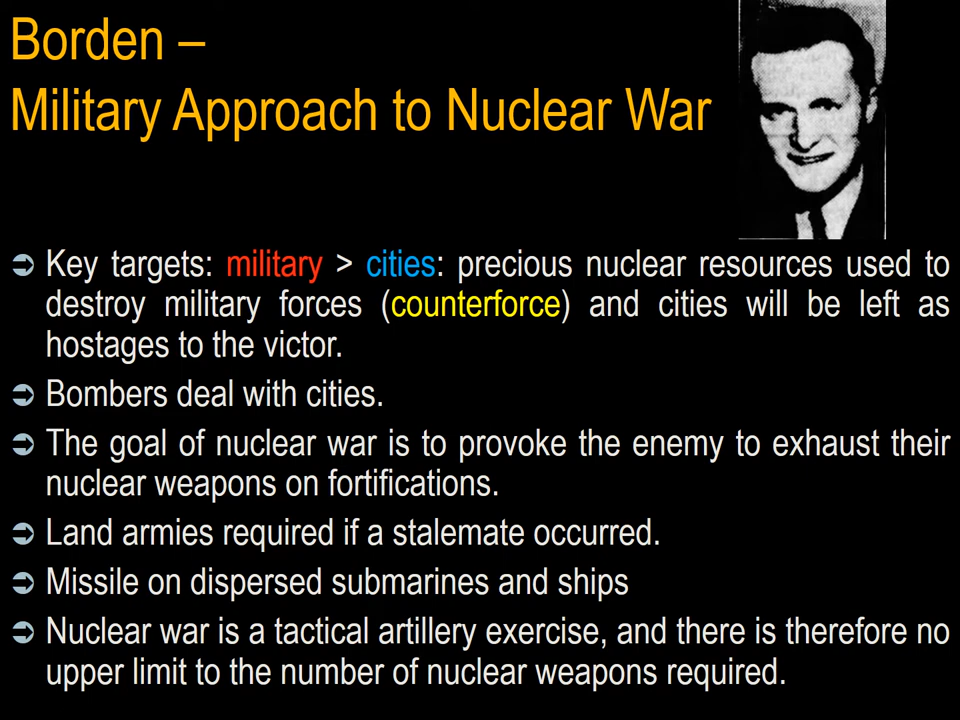 Borden –
Military Approach to Nuclear War
Key targets: military > cities: precious nuclear resources used to
destroy military forces (counterforce) and cities will be left as
hostages to the victor.
Bombers deal with cities.
The goal of nuclear war is to provoke the enemy to exhaust their
nuclear weapons on fortifications.
Land armies required if a stalemate occurred.
Missile on dispersed submarines and ships
Nuclear war is a tactical artillery exercise, and there is therefore no
upper limit to the number of nuclear weapons required.